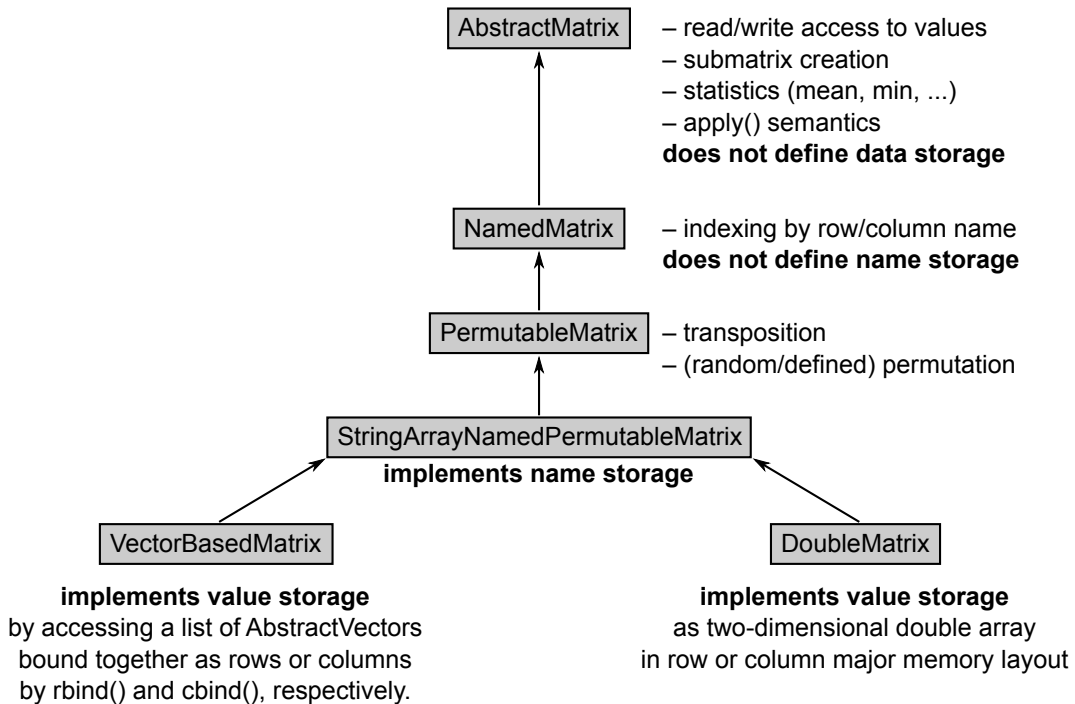 AbstractMatrix
– read/write access to values
– submatrix creation
– statistics (mean, min, ...)
– apply() semantics
does not define data storage
NamedMatrix
– indexing by row/column name
does not define name storage
PermutableMatrix
– transposition
– (random/defined) permutation
StringArrayNamedPermutableMatrix
implements name storage
VectorBasedMatrix
implements value storage
by accessing a list of AbstractVectors
bound together as rows or columns
by rbind() and cbind(), respectively.
DoubleMatrix
implements value storage
as two-dimensional double array
in row or column major memory layout